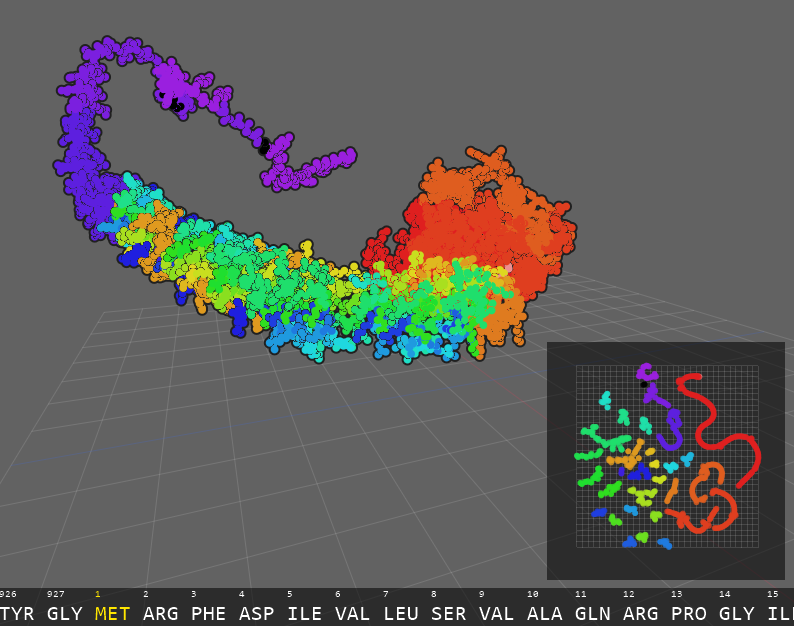 926 927 1 2 3 4 5 6 7 8 9 10 11 12 13 14 15
TYR GLY MET ARG PHE ASP ILE VAL LEU SER VAL ALA GLN ARG PRO GLY ILE